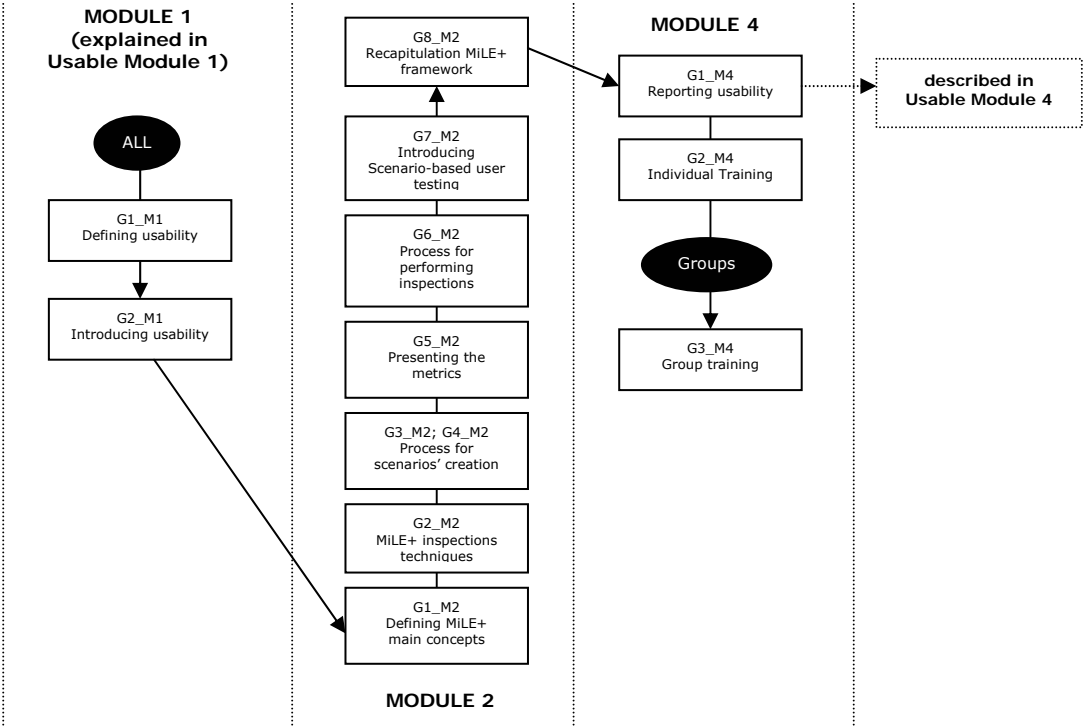 MODULE 1
(explained in
Usable Module 1)
ALL
G1_M1
Defining usability
G2_M1
Introducing usability
G8_M2
Recapitulation MiLE+
framework
G7_M2
Introducing
Scenario-based user
testing
G6_M2
Process for
performing
inspections
G5_M2
Presenting the
metrics
G3_M2; G4_M2
Process for
scenarios’ creation
G2_M2
MiLE+ inspections
techniques
G1_M2
Defining MiLE+
main concepts
MODULE 2
MODULE 4
G1_M4
Reporting usability
G2_M4
Individual Training
Groups
G3_M4
Group training
described in
Usable Module 4